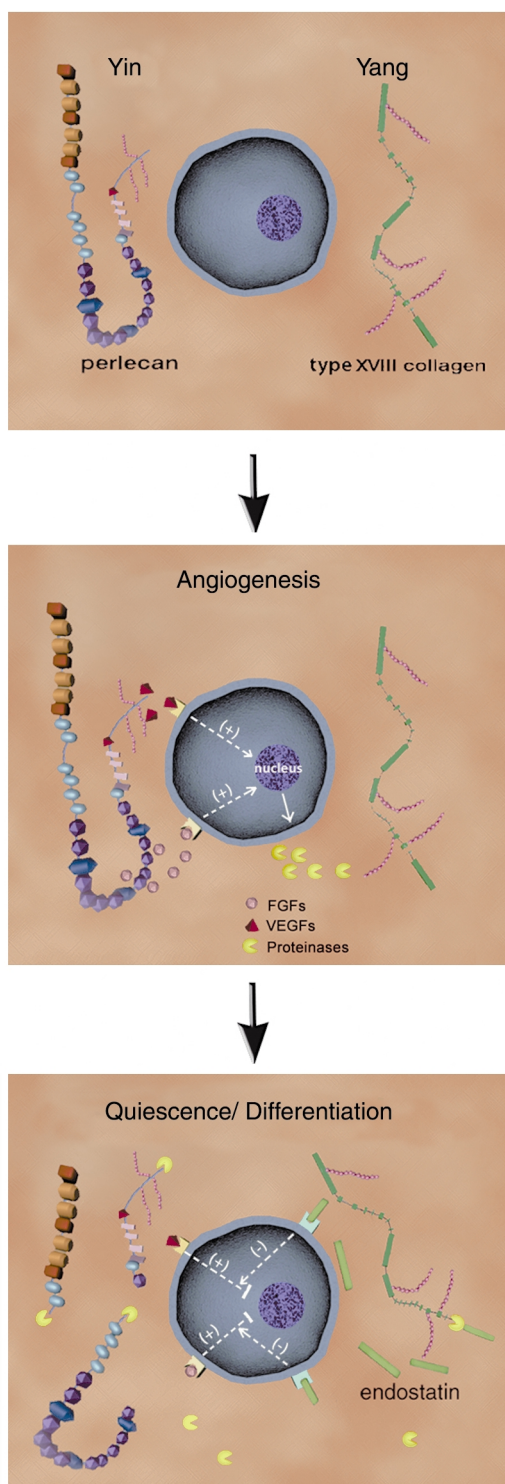 Yin
Yang
perlecan
type XVIII collagen
Angiogenesis
(+)
nucleus
(+)
FGFs
VEGFs
Proteinases
Quiescence/ Differentiation
(+)
(-)
(+)
(-)
endostatin